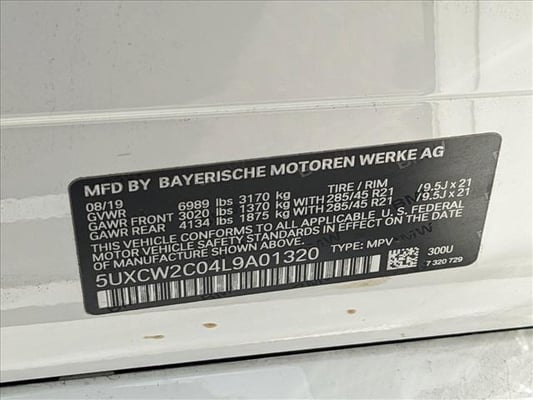 MFD BY BAYERISCHE MOTOREN WERKE AG
08/19 TIRE / RIM
GVWR 6989 lbs 3170 kg
GAWR FRONT 3020 lbs 1370 kg WITH 285/45 R21 /9.5J x 21
GAWR REAR 4134 lbs 1875 kg WITH 285/45 R21 /9.5J x 21
THIS VEHICLE CONFORMS TO ALL APPLICABLE U.S. FEDERAL
MOTOR VEHICLE SAFETY STANDARDS IN EFFECT ON THE DATE OF
MANUFACTURE SHOWN ABOVE.
5UXCW2C04L9A01320 TYPE: MPV 300U
7 320 729